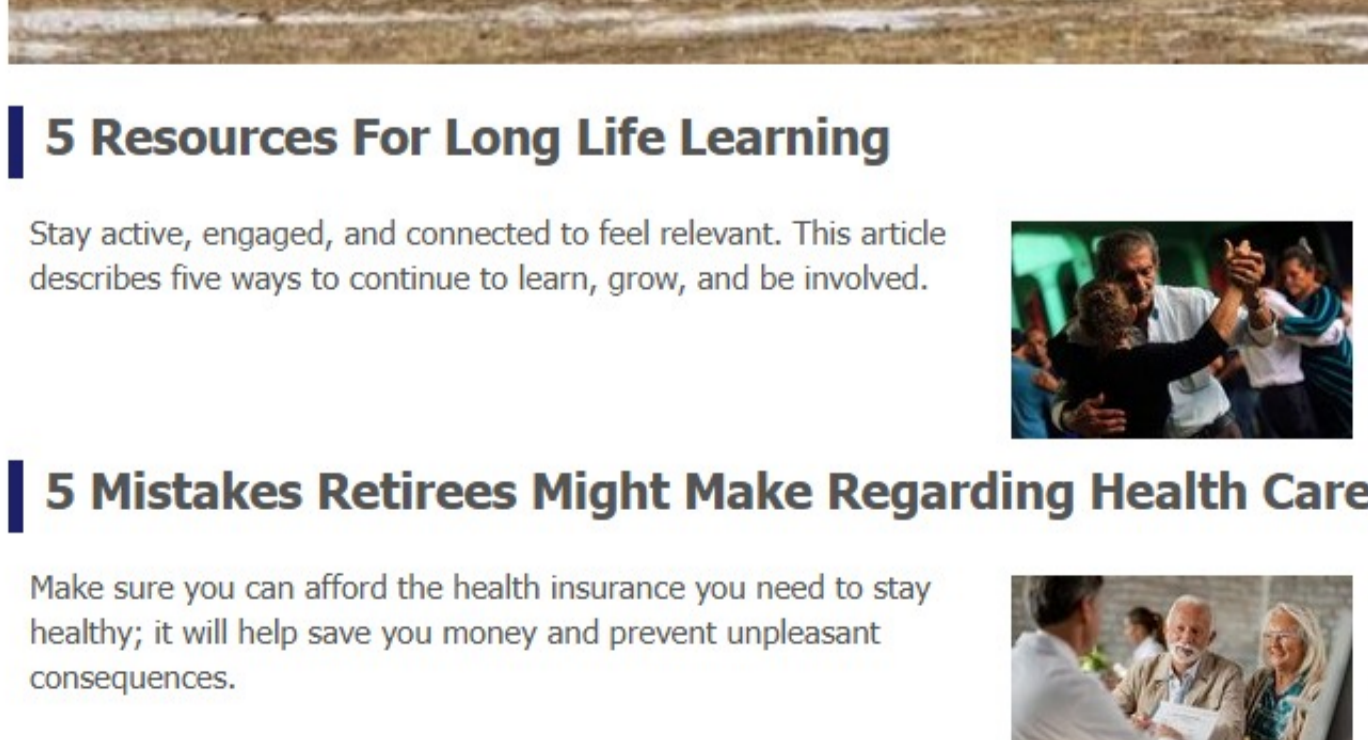 5 Resources For Long Life Learning
Stay active, engaged, and connected to feel relevant. This article
describes five ways to continue to learn, grow, and be involved.
5 Mistakes Retirees Might Make Regarding Health Care
Make sure you can afford the health insurance you need to stay
healthy; it will help save you money and prevent unpleasant
consequences.